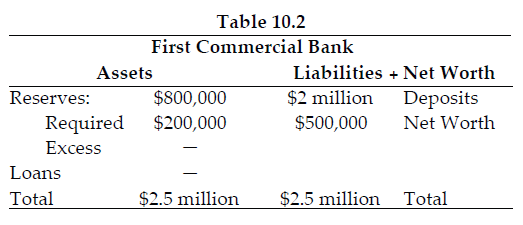 Table 10.2
First Commercial Bank
Assets Liabilities + Net Worth
Reserves: $800,000 $2 million Deposits
Required $200,000 $500,000 Net Worth
Excess —
Loans —
Total $2.5 million $2.5 million Total